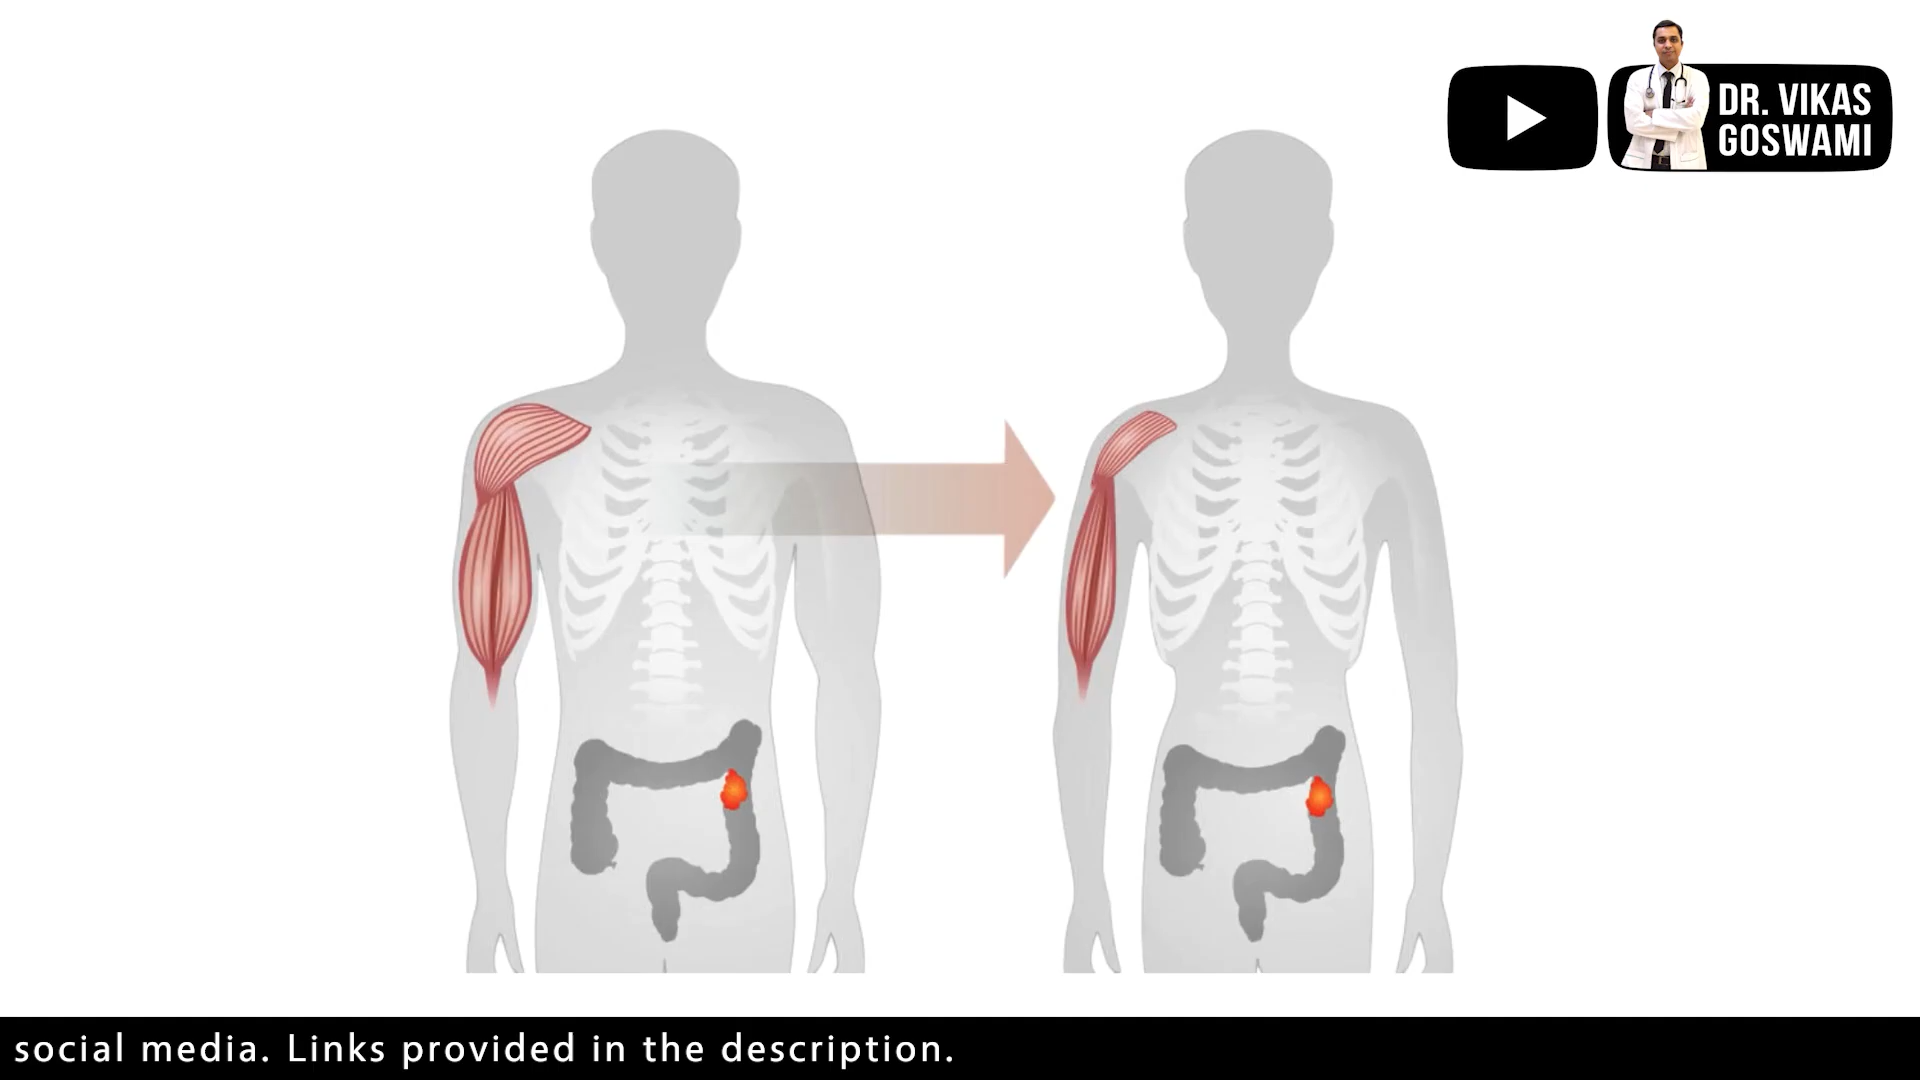 DR. VIKAS
GOSWAMI
social media. Links provided in the description.